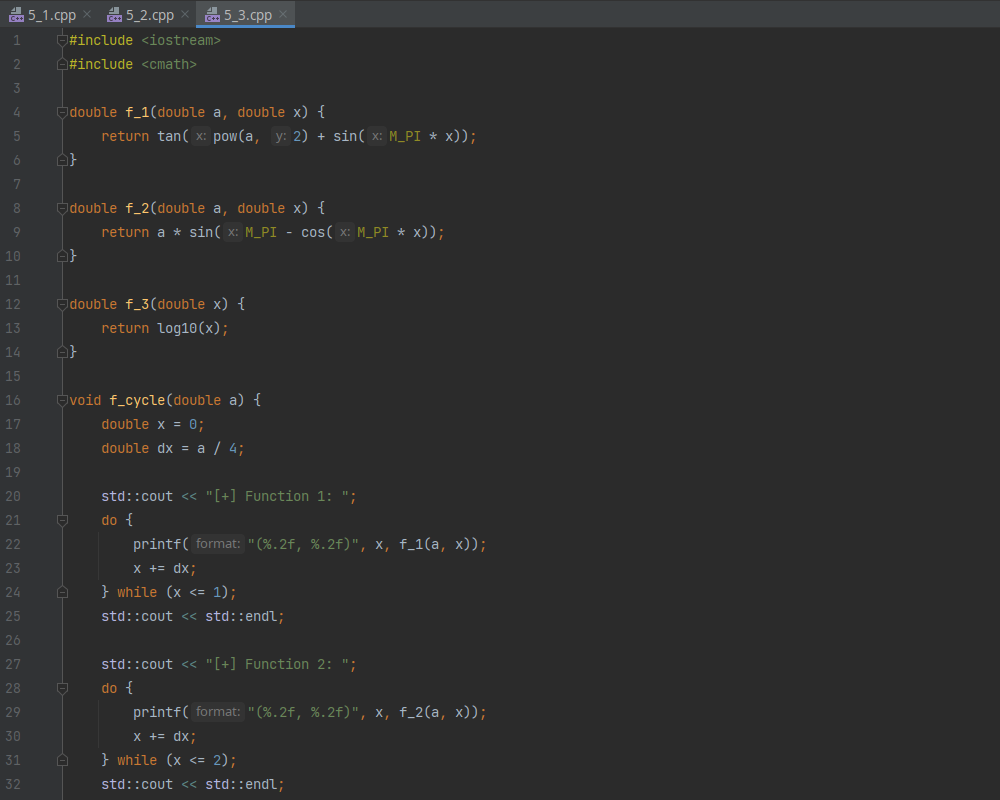 5_1.cpp 5_2.cpp 5_3.cpp
1 #include <iostream>
2 #include <cmath>
3
4 double f_1(double a, double x) {
5     return tan( x: pow(a, y: 2) + sin( x: M_PI * x));
6 }
7
8 double f_2(double a, double x) {
9     return a * sin( x: M_PI - cos( x: M_PI * x));
10 }
11
12 double f_3(double x) {
13     return log10(x);
14 }
15
16 void f_cycle(double a) {
17     double x = 0;
18     double dx = a / 4;
19
20     std::cout << "[+] Function 1: ";
21     do {
22         printf( format: "(%.2f, %.2f)", x, f_1(a, x));
23         x += dx;
24     } while (x <= 1);
25     std::cout << std::endl;
26
27     std::cout << "[+] Function 2: ";
28     do {
29         printf( format: "(%.2f, %.2f)", x, f_2(a, x));
30         x += dx;
31     } while (x <= 2);
32     std::cout << std::endl;